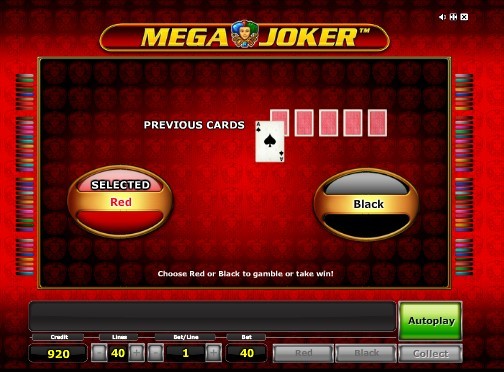 MEGA JOKER™
PREVIOUS CARDS
A
A
SELECTED
Red
Black
Choose Red or Black to gamble or take win!
Autoplay
Credit Lines Bet/Line Bet
920 - 40 + - 1 + 40 Red Black Collect